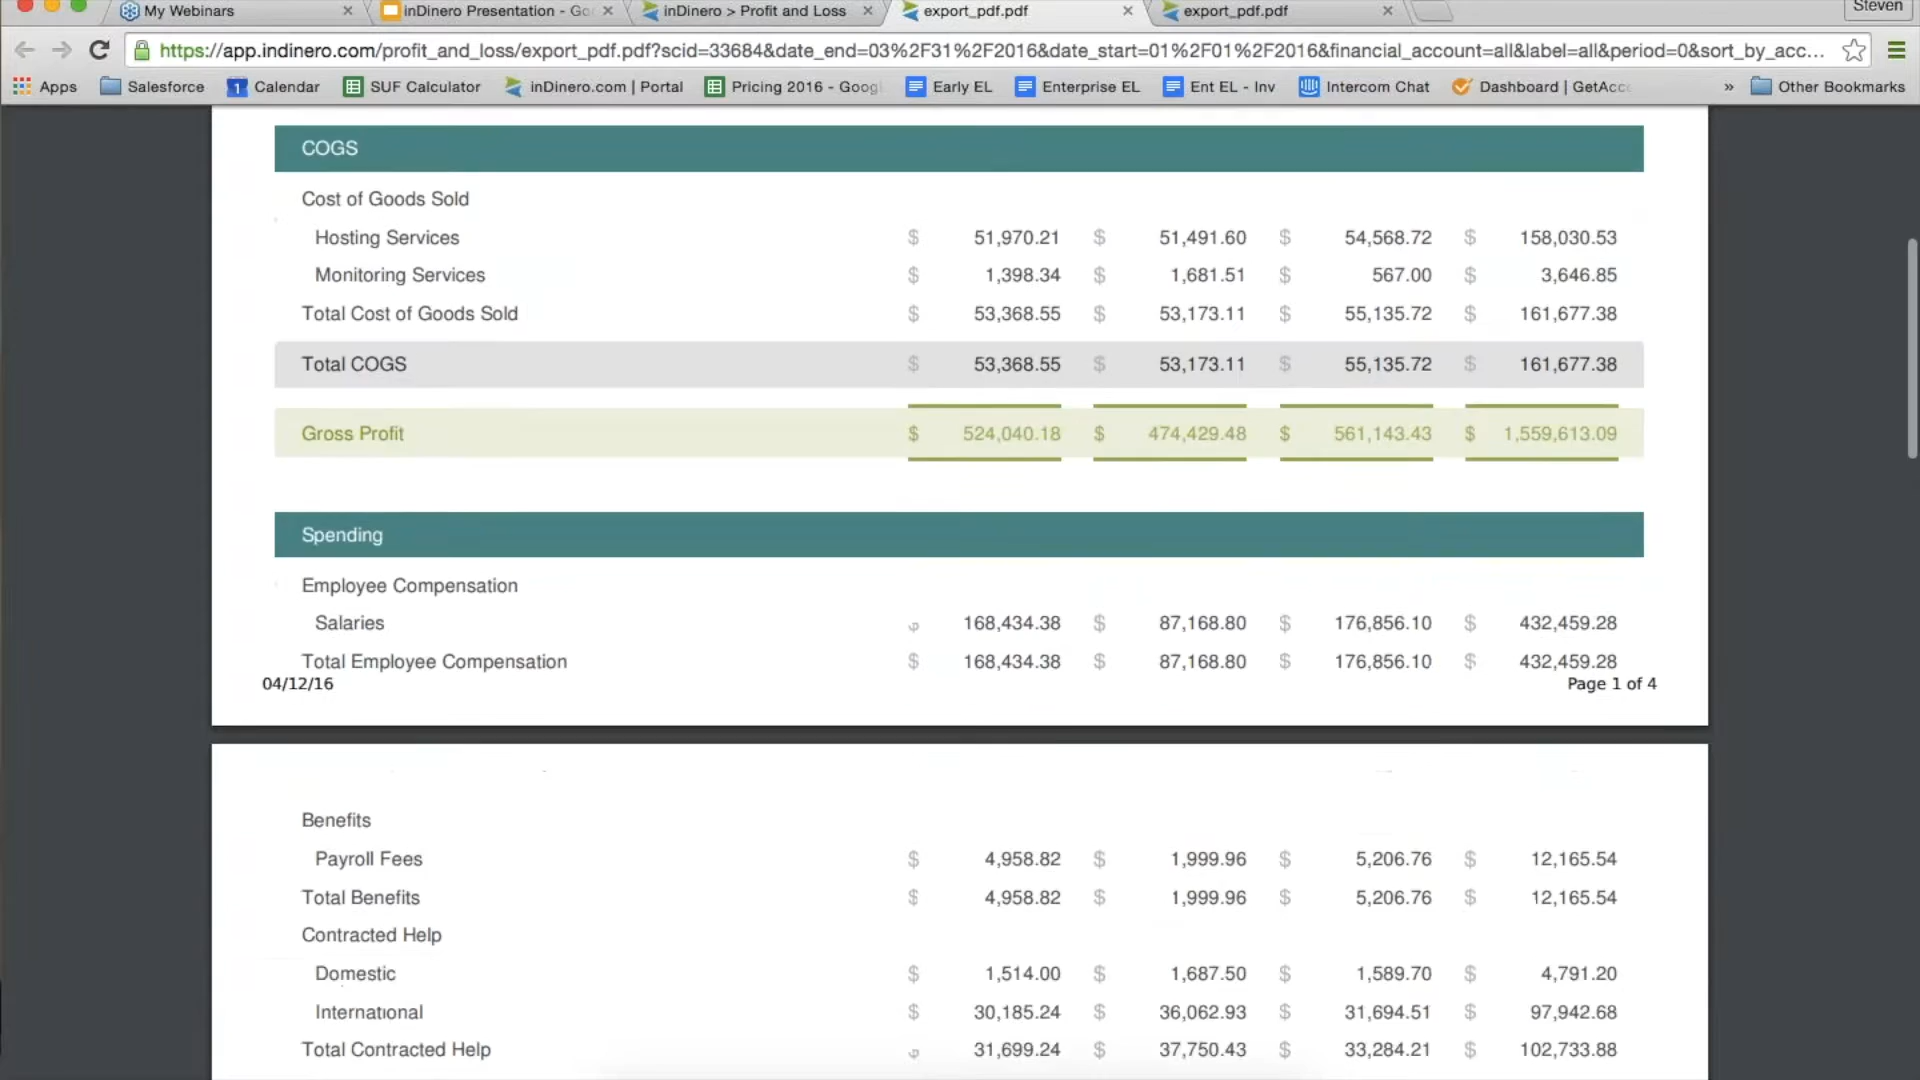 My Webinars
inDinero Presentation - Go
inDinero > Profit and Loss
export_pdf.pdf
export_pdf.pdf
Steven
https://app.indinero.com/profit_and_loss/export_pdf.pdf?scid=33684&date_end=03%2F31%2F2016&date_start=01%2F01%2F2016&financial_account=all&label=all&period=0&sort_by_acc...
Apps Salesforce 1 Calendar SUF Calculator inDinero.com | Portal Pricing 2016 - Goog Early EL Enterprise EL Ent EL - Inv Intercom Chat Dashboard | GetAcc » Other Bookmarks
COGS
Cost of Goods Sold
Hosting Services $ 51,970.21 $ 51,491.60 $ 54,568.72 $ 158,030.53
Monitoring Services $ 1,398.34 $ 1,681.51 $ 567.00 $ 3,646.85
Total Cost of Goods Sold $ 53,368.55 $ 53,173.11 $ 55,135.72 $ 161,677.38
Total COGS $ 53,368.55 $ 53,173.11 $ 55,135.72 $ 161,677.38
Gross Profit $ 524,040.18 $ 474,429.48 $ 561,143.43 $ 1,559,613.09
Spending
Employee Compensation
Salaries $ 168,434.38 $ 87,168.80 $ 176,856.10 $ 432,459.28
Total Employee Compensation $ 168,434.38 $ 87,168.80 $ 176,856.10 $ 432,459.28
04/12/16 Page 1 of 4
Benefits
Payroll Fees $ 4,958.82 $ 1,999.96 $ 5,206.76 $ 12,165.54
Total Benefits $ 4,958.82 $ 1,999.96 $ 5,206.76 $ 12,165.54
Contracted Help
Domestic $ 1,514.00 $ 1,687.50 $ 1,589.70 $ 4,791.20
International $ 30,185.24 $ 36,062.93 $ 31,694.51 $ 97,942.68
Total Contracted Help $ 31,699.24 $ 37,750.43 $ 33,284.21 $ 102,733.88